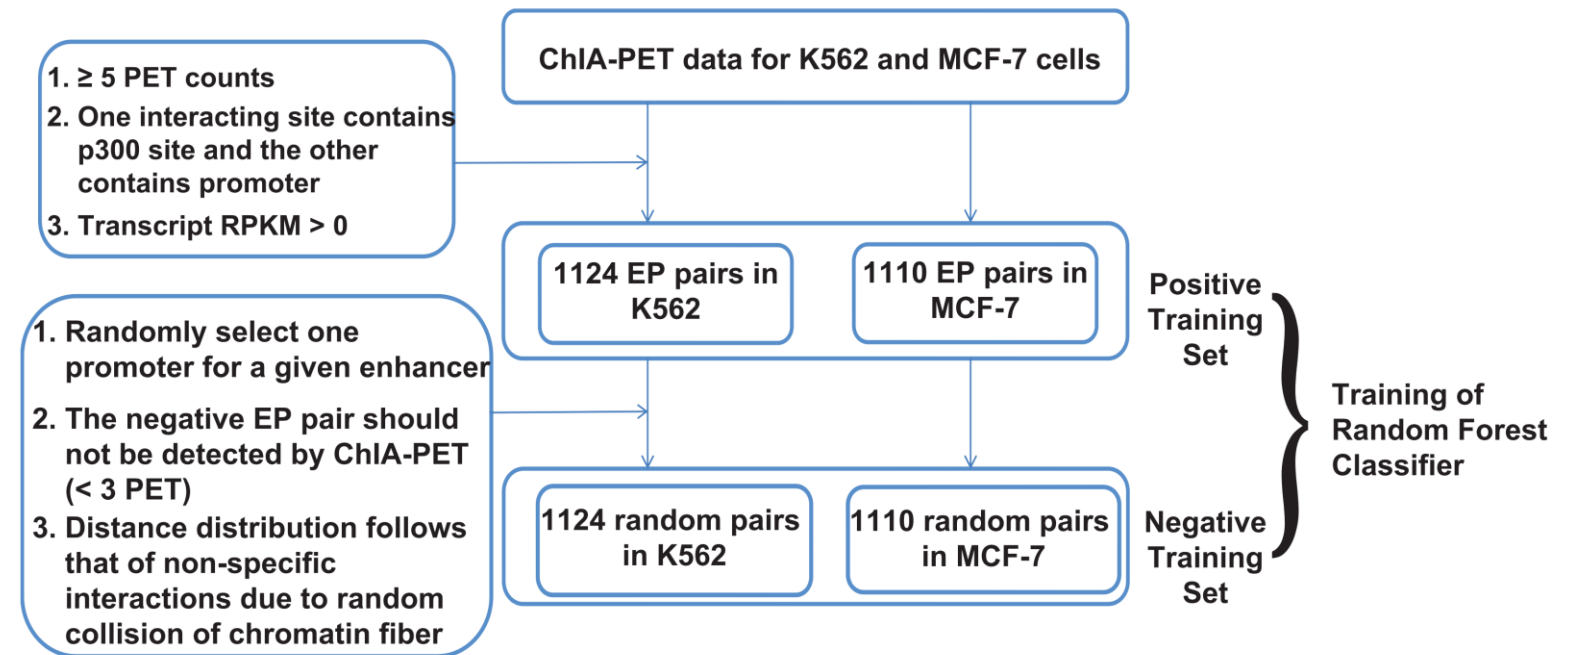 ChIA-PET data for K562 and MCF-7 cells
1. ≥ 5 PET counts
2. One interacting site contains
p300 site and the other
contains promoter
3. Transcript RPKM > 0
1124 EP pairs in
K562
1110 EP pairs in
MCF-7
Positive
Training
Set
1. Randomly select one
promoter for a given enhancer
2. The negative EP pair should
not be detected by ChIA-PET
(< 3 PET)
3. Distance distribution follows
that of non-specific
interactions due to random
collision of chromatin fiber
1124 random pairs
in K562
1110 random pairs
in MCF-7
Negative
Training
Set
Training of
Random Forest
Classifier